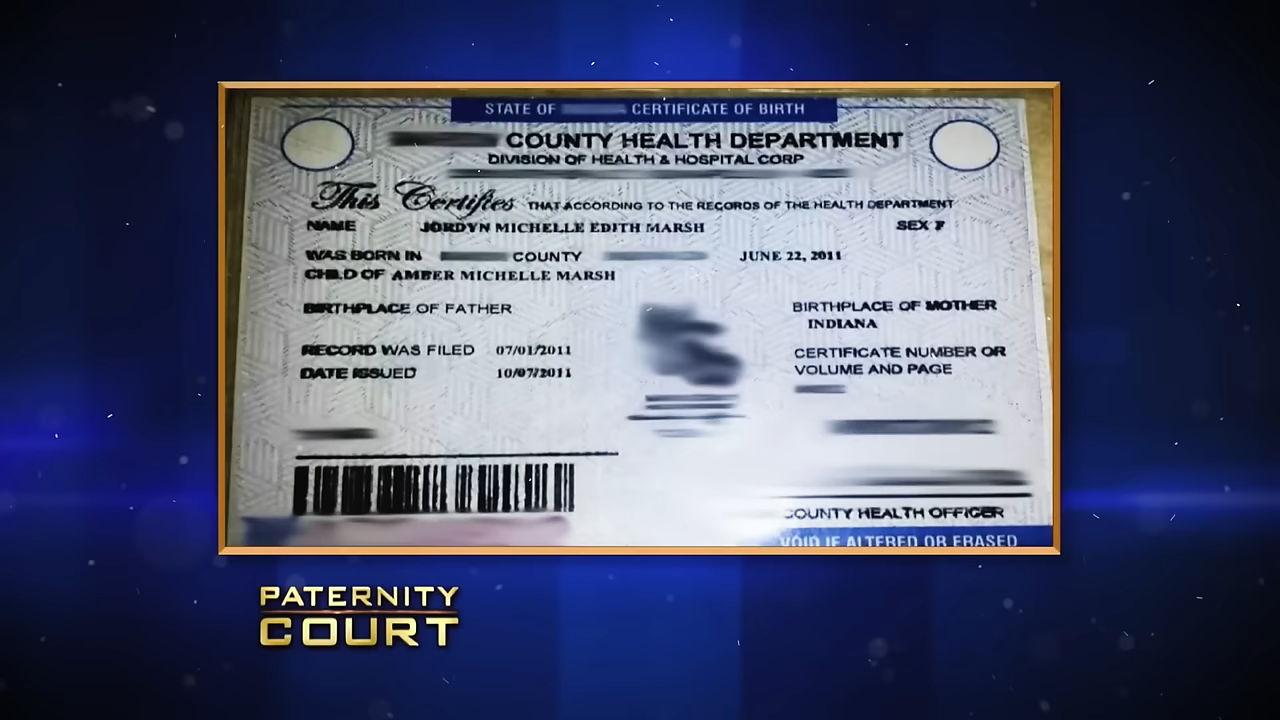 STATE OF CERTIFICATE OF BIRTH
COUNTY HEALTH DEPARTMENT
DIVISION OF HEALTH & HOSPITAL CORP
This Certifies THAT ACCORDING TO THE RECORDS OF THE HEALTH DEPARTMENT
NAME JORDYN MICHELLE EDITH MARSH SEX F
WAS BORN IN COUNTY JUNE 22, 2011
CHILD OF AMBER MICHELLE MARSH
BIRTHPLACE OF FATHER BIRTHPLACE OF MOTHER
INDIANA
RECORD WAS FILED 07/01/2011 CERTIFICATE NUMBER OR
DATE ISSUED 10/07/2011 VOLUME AND PAGE
COUNTY HEALTH OFFICER
VOID IF ALTERED OR ERASED
PATERNITY
COURT